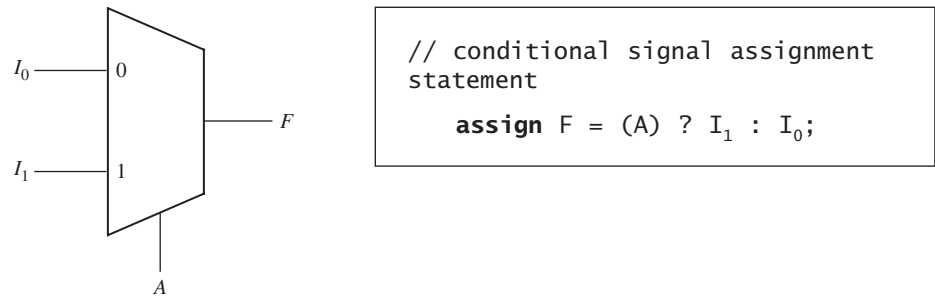 I₀
0
F
I₁
1
A
// conditional signal assignment
statement
assign F = (A) ? I₁ : I₀;